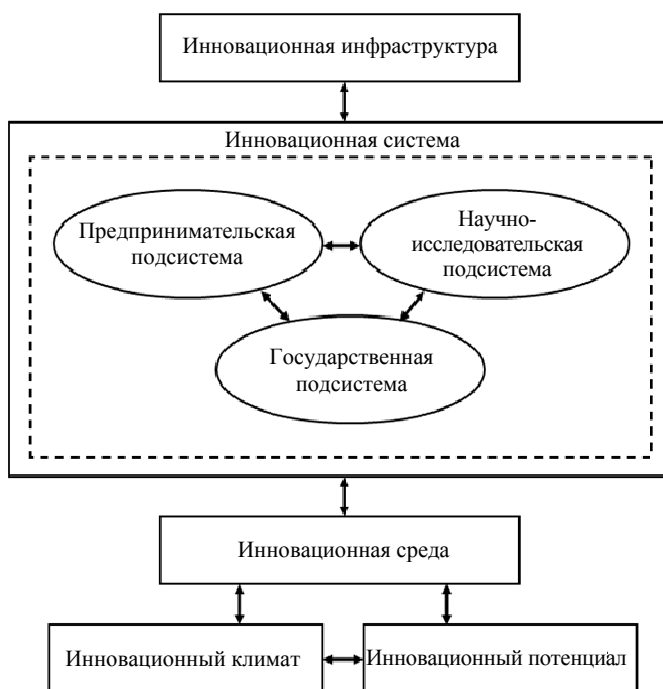 Инновационная инфраструктура
Инновационная система
Предпринимательская
подсистема
Научно-
исследовательская
подсистема
Государственная
подсистема
Инновационная среда
Инновационный климат
Инновационный потенциал